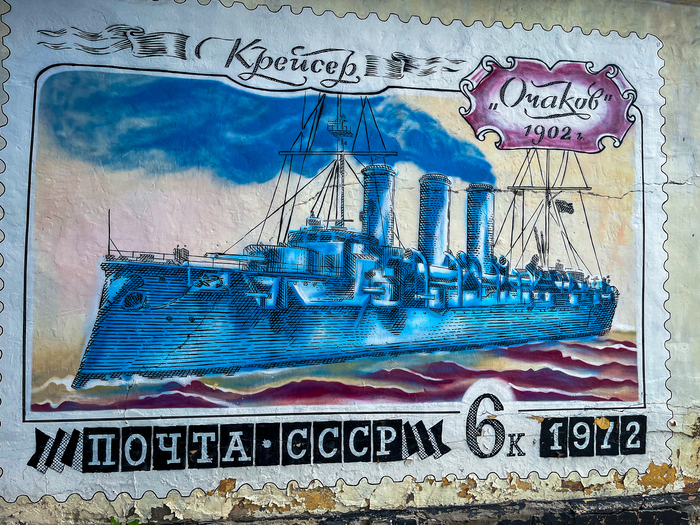 Крейсер
„Очаков"
1902 г.
ПОЧТА · СССР 6к 1972